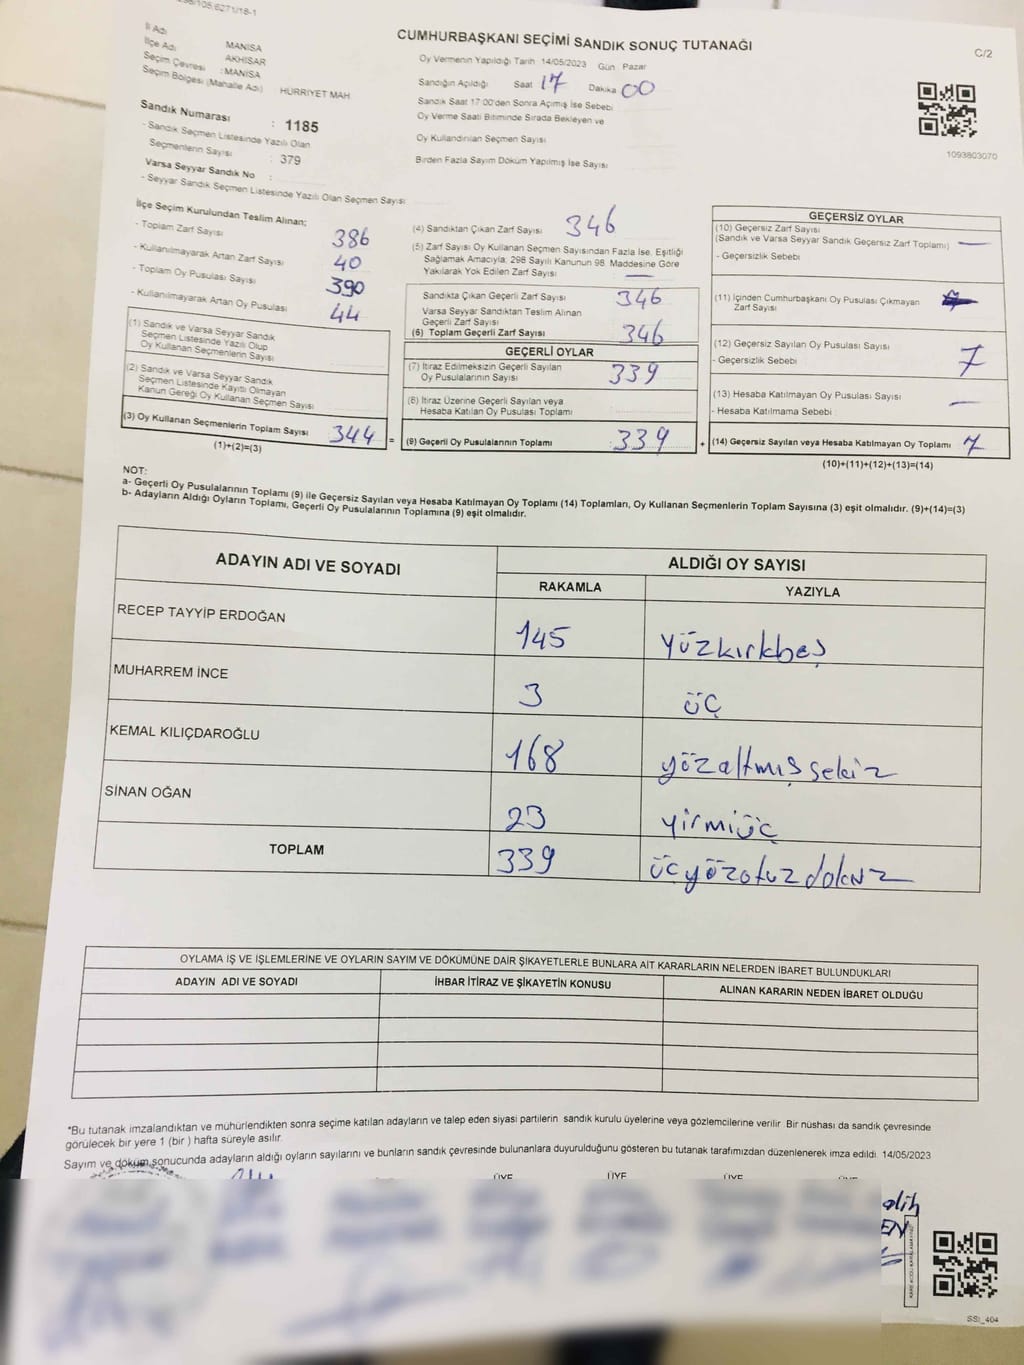 CUMHURBAŞKANI SEÇİMİ SANDIK SONUÇ TUTANAĞI
C/2
İl Adı
İlçe Adı
Seçim Çevresi
Seçim Bölgesi (Mahalle Adı)
MANİSA
AKHİSAR
: MANİSA
HÜRRİYET MAH
Sandık Numarası : 1185
- Sandık Seçmen Listesinde Yazılı Olan
Seçmenlerin Sayısı : 379
Varsa Seyyar Sandık No :
- Seyyar Sandık Seçmen Listesinde Yazılı Olan Seçmen Sayısı
Oy Vermenin Yapıldığı Tarih 14/05/2023 Gün Pazar
Sandığın Açıldığı Saat 17 Dakika 00
Sandık Saat 17:00'den Sonra Açılmış İse Sebebi
Oy Verme Saati Bitiminde Sırada Bekleyen ve
Oy Kullandırılan Seçmen Sayısı
Birden Fazla Sayım Döküm Yapılmış İse Sayısı
1093803070
İlçe Seçim Kurulundan Teslim Alınan;
- Toplam Zarf Sayısı 386
- Kullanılmayarak Artan Zarf Sayısı 40
- Toplam Oy Pusulası Sayısı 390
- Kullanılmayarak Artan Oy Pusulası 44
(1) Sandık ve Varsa Seyyar Sandık
Seçmen Listesinde Yazılı Olup
Oy Kullanan Seçmenlerin Sayısı
(2) Sandık ve Varsa Seyyar Sandık
Seçmen Listesinde Kayıtlı Olmayan
Kanun Gereği Oy Kullanan Seçmen Sayısı
(3) Oy Kullanan Seçmenlerin Toplam Sayısı 344 =
(1)+(2)=(3)
(4) Sandıktan Çıkan Zarf Sayısı 346
(5) Zarf Sayısı Oy Kullanan Seçmen Sayısından Fazla İse, Eşitliği
Sağlamak Amacıyla; 298 Sayılı Kanunun 98. Maddesine Göre
Yakılarak Yok Edilen Zarf Sayısı —
Sandıkta Çıkan Geçerli Zarf Sayısı 346
Varsa Seyyar Sandıktan Teslim Alınan
Geçerli Zarf Sayısı
(6) Toplam Geçerli Zarf Sayısı 346
GEÇERLİ OYLAR
(7) İtiraz Edilmeksizin Geçerli Sayılan
Oy Pusulalarının Sayısı 339
(8) İtiraz Üzerine Geçerli Sayılan veya
Hesaba Katılan Oy Pusulası Toplamı
(9) Geçerli Oy Pusulalarının Toplamı : 339 +
GEÇERSİZ OYLAR
(10) Geçersiz Zarf Sayısı
(Sandık ve Varsa Seyyar Sandık Geçersiz Zarf Toplamı) —
- Geçersizlik Sebebi
(11) İçinden Cumhurbaşkanı Oy Pusulası Çıkmayan
Zarf Sayısı
(12) Geçersiz Sayılan Oy Pusulası Sayısı
- Geçersizlik Sebebi 7
(13) Hesaba Katılmayan Oy Pusulası Sayısı —
- Hesaba Katılmama Sebebi :
(14) Geçersiz Sayılan veya Hesaba Katılmayan Oy Toplamı 7
(10)+(11)+(12)+(13)=(14)
NOT:
a- Geçerli Oy Pusulalarının Toplamı (9) ile Geçersiz Sayılan veya Hesaba Katılmayan Oy Toplamı (14) Toplamları, Oy Kullanan Seçmenlerin Toplam Sayısına (3) eşit olmalıdır. (9)+(14)=(3)
b- Adayların Aldığı Oyların Toplamı, Geçerli Oy Pusulalarının Toplamına (9) eşit olmalıdır.
ADAYIN ADI VE SOYADI ALDIĞI OY SAYISI
RAKAMLA YAZIYLA
RECEP TAYYİP ERDOĞAN 145 yüzkırkbeş
MUHARREM İNCE 3 üç
KEMAL KILIÇDAROĞLU 168 yüzaltmışsekiz
SİNAN OĞAN 23 yirmiüç
TOPLAM 339 üçyüzotuzdokuz
OYLAMA İŞ VE İŞLEMLERİNE VE OYLARIN SAYIM VE DÖKÜMÜNE DAİR ŞİKAYETLERLE BUNLARA AİT KARARLARIN NELERDEN İBARET BULUNDUKLARI
ADAYIN ADI VE SOYADI İHBAR İTİRAZ VE ŞİKAYETİN KONUSU ALINAN KARARIN NEDEN İBARET OLDUĞU
*Bu tutanak imzalandıktan ve mühürlendikten sonra seçime katılan adayların ve talep eden siyasi partilerin sandık kurulu üyelerine veya gözlemcilerine verilir. Bir nüshası da sandık çevresinde
görülecek bir yere 1 (bir ) hafta süreyle asılır.
Sayım ve döküm sonucunda adayların aldığı oyların sayılarını ve bunların sandık çevresinde bulunanlara duyurulduğunu gösteren bu tutanak tarafımızdan düzenlenerek imza edildi. 14/05/2023
ÜYE ÜYE ÜYE ÜYE
SSİ_404